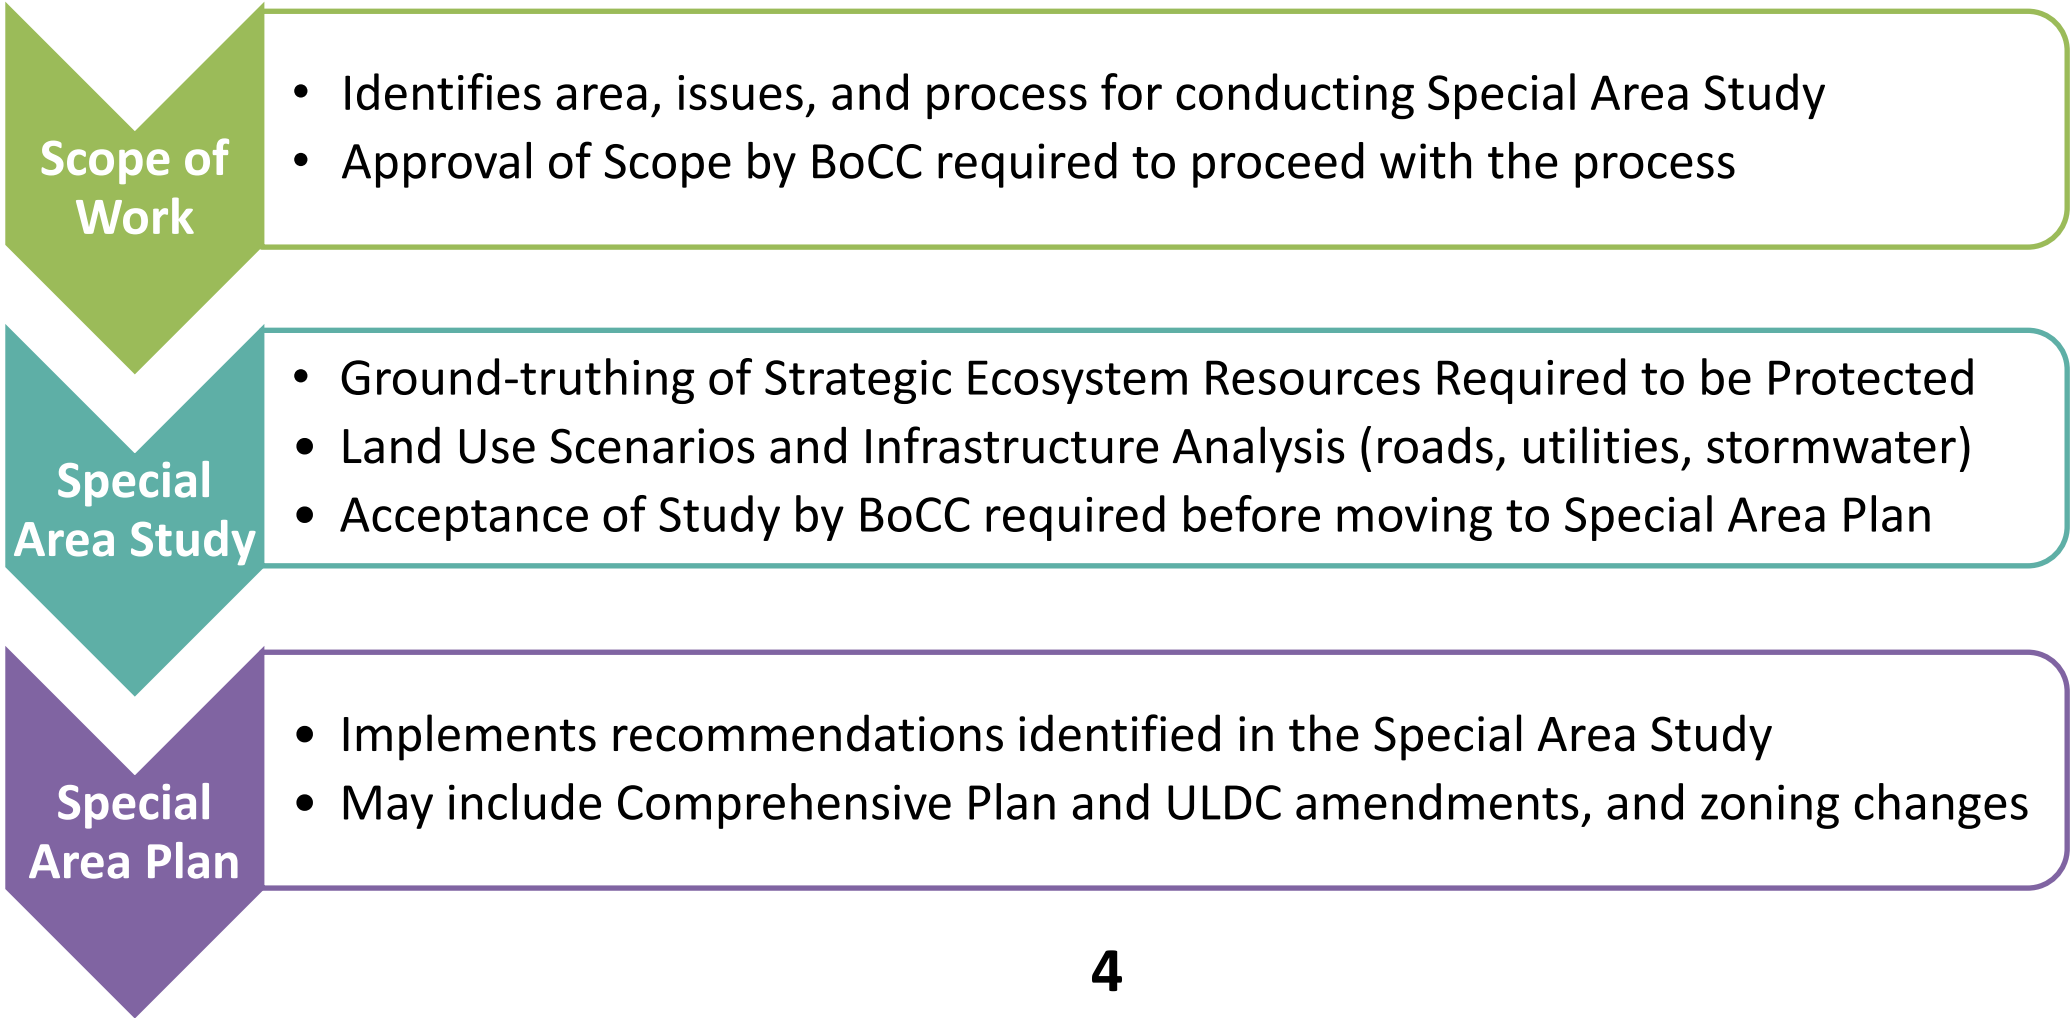 Scope of
Work
• Identifies area, issues, and process for conducting Special Area Study
• Approval of Scope by BoCC required to proceed with the process
Special
Area Study
• Ground-truthing of Strategic Ecosystem Resources Required to be Protected
• Land Use Scenarios and Infrastructure Analysis (roads, utilities, stormwater)
• Acceptance of Study by BoCC required before moving to Special Area Plan
Special
Area Plan
• Implements recommendations identified in the Special Area Study
• May include Comprehensive Plan and ULDC amendments, and zoning changes
4